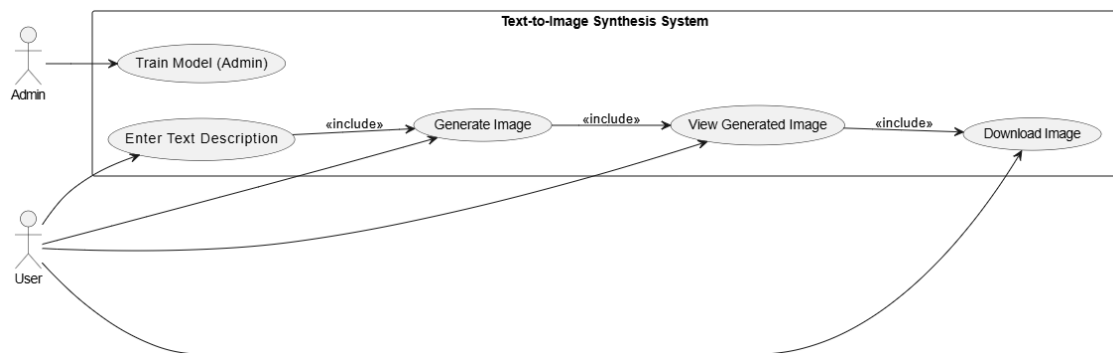 Text-to-Image Synthesis System
Train Model (Admin)
Admin
Enter Text Description
«include»
Generate Image
«include»
View Generated Image
«include»
Download Image
User